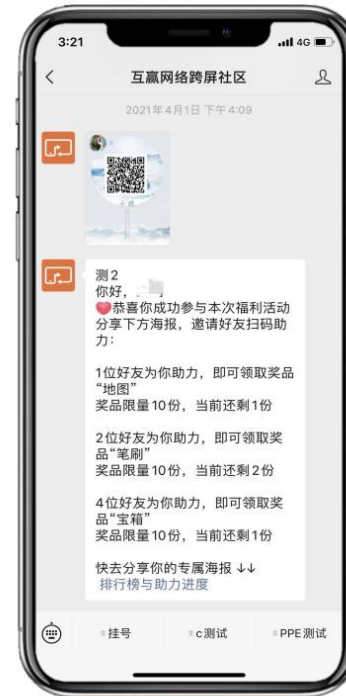 3:21
4G
互赢网络跨屏社区
2021年4月1日 下午4:09
测2
你好，
❤️恭喜你成功参与本次福利活动
分享下方海报，邀请好友扫码助
力：
1位好友为你助力，即可领取奖品
“地图”
奖品限量10份，当前还剩1份
2位好友为你助力，即可领取奖
品“笔刷”
奖品限量10份，当前还剩2份
4位好友为你助力，即可领取奖
品“宝箱”
奖品限量10份，当前还剩1份
快去分享你的专属海报 ↓↓
排行榜与助力进度
挂号
c测试
PPE测试